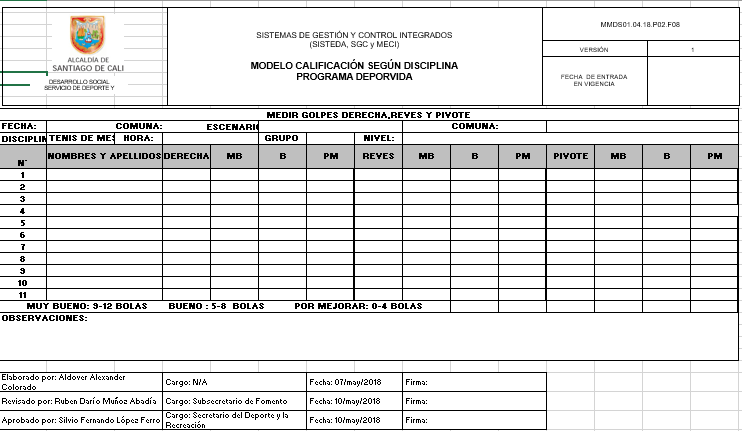 ALCALDÍA DE
SANTIAGO DE CALI
DESARROLLO SOCIAL
SERVICIO DE DEPORTE Y
SISTEMAS DE GESTIÓN Y CONTROL INTEGRADOS
(SISTEDA, SGC y MECI)
MODELO CALIFICACIÓN SEGÚN DISCIPLINA
PROGRAMA DEPORVIDA
MMDS01.04.18.P02.F08
VERSIÓN 1
FECHA DE ENTRADA
EN VIGENCIA
MEDIR GOLPES DERECHA,REVES Y PIVOTE
FECHA: COMUNA: ESCENARIO COMUNA:
DISCIPLIN TENIS DE MES HORA: GRUPO NIVEL:
N° NOMBRES Y APELLIDOS DERECHA MB B PM REVES MB B PM PIVOTE MB B PM
1
2
3
4
5
6
7
8
9
10
11
MUY BUENO: 9-12 BOLAS BUENO : 5-8 BOLAS POR MEJORAR: 0-4 BOLAS
OBSERVACIONES:
Elaborado por: Aldover Alexander
Colorado
Cargo: N/A Fecha: 07/may/2018 Firma:
Revisado por: Ruben Darío Muñoz Abadía Cargo: Subsecretario de Fomento Fecha: 10/may/2018 Firma:
Aprobado por: Silvio Fernando López Ferro
Cargo: Secretario del Deporte y la
Recreación
Fecha: 10/may/2018 Firma: